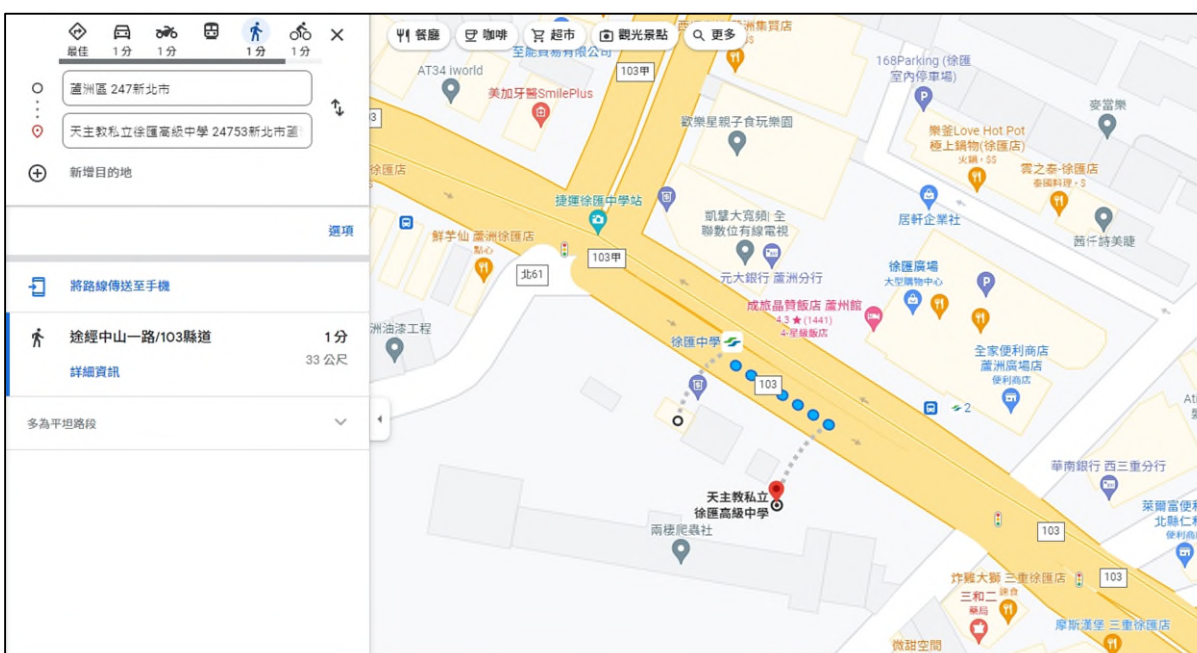 最佳
1 分
1 分
1 分
1 分
蘆洲區 247新北市
天主教私立徐匯高級中學 24753新北市蘆
新增目的地
選項
將路線傳送至手機
途經中山一路/103縣道
1 分
33 公尺
詳細資訊
多為平坦路段
餐廳
咖啡
超市
觀光景點
更多
集賢店
至能貿易有限公司
103甲
AT34 iworld
美加牙醫SmilePlus
歡樂星親子食玩樂園
168Parking (徐匯
室內停車場)
麥當樂
樂釜Love Hot Pot
極上鍋物(徐匯店)
火鍋・$$
雲之泰-徐匯店
泰國料理・$
徐匯店
3
捷運徐匯中學站
居軒企業社
茜仟詩美睫
凱擘大寬頻| 全
聯數位有線電視
鮮芋仙 蘆洲徐匯店
點心
103甲
北61
元大銀行 蘆洲分行
徐匯廣場
大型購物中心
成旅晶贊飯店 蘆洲館
4.3 ★ (1441)
4-星級飯店
洲油漆工程
徐匯中學
全家便利商店
蘆洲廣場店
便利商店
103
2
Ati
華南銀行 西三重分行
天主教私立
徐匯高級中學
兩棲爬蟲社
萊爾富便利
北縣仁
便利商
103
炸雞大獅 三重徐匯店
速食
103
三和二
藥局
摩斯漢堡 三重徐匯店
微甜空間